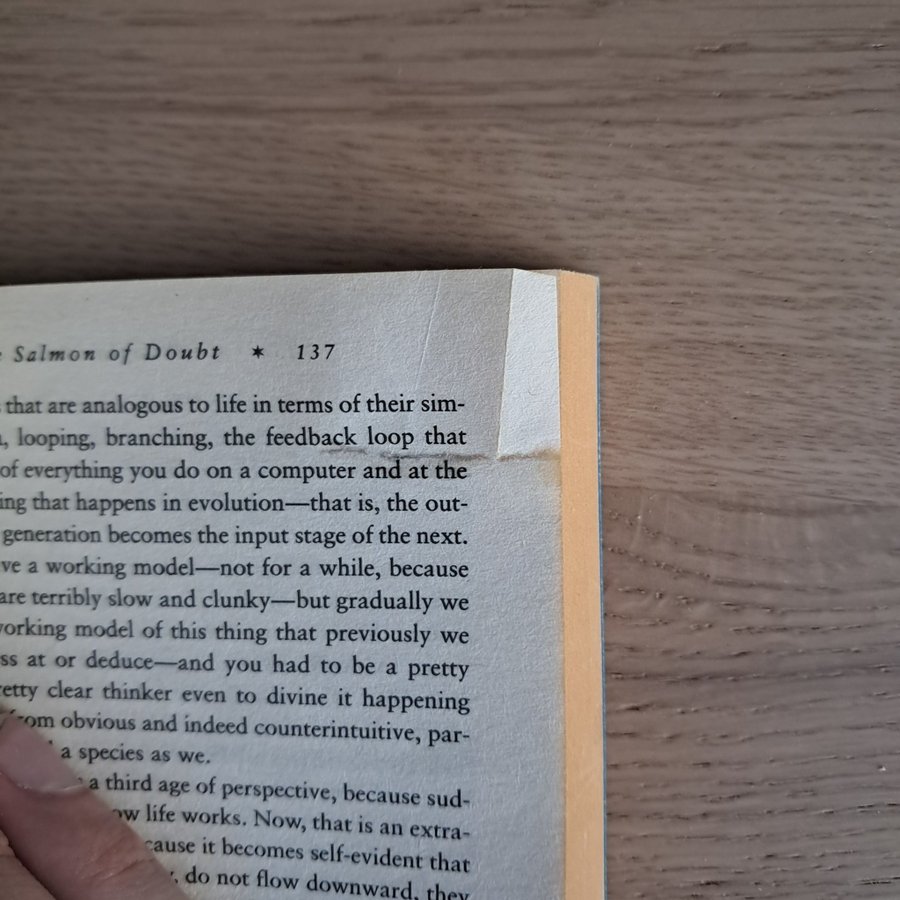 Salmon of Doubt ✶ 137
that are analogous to life in terms of their sim-
looping, branching, the feedback loop that
of everything you do on a computer and at the
that happens in evolution—that is, the out-
generation becomes the input stage of the next.
a working model—not for a while, because
are terribly slow and clunky—but gradually we
working model of this thing that previously we
at or deduce—and you had to be a pretty
clear thinker even to divine it happening
from obvious and indeed counterintuitive, par-
a species as we.
a third age of perspective, because sud-
life works. Now, that is an extra-
it becomes self-evident that
do not flow downward, they